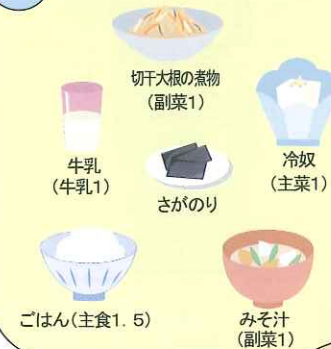 切干大根の煮物
(副菜1)
牛乳
(牛乳1)
さがのり
冷奴
(主菜1)
ごはん(主食1.5)
みそ汁
(副菜1)